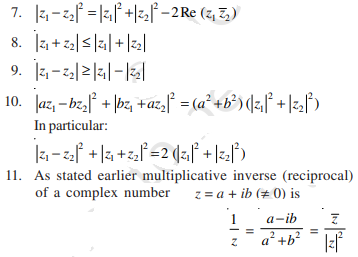 7. |z₁ – z₂|² = |z₁|² + |z₂|² – 2 Re (z₁ z̄₂)
8. |z₁ + z₂| ≤ |z₁| + |z₂|
9. |z₁ – z₂| ≥ |z₁| – |z₂|
10. |az₁ – bz₂|² + |bz₁ + az₂|² = (a² + b²) (|z₁|² + |z₂|²)
In particular:
|z₁ – z₂|² + |z₁ + z₂|² = 2 (|z₁|² + |z₂|²)
11. As stated earlier multiplicative inverse (reciprocal)
of a complex number z = a + ib (≠ 0) is
1/z = (a – ib)/(a² + b²) = z̄/|z|²